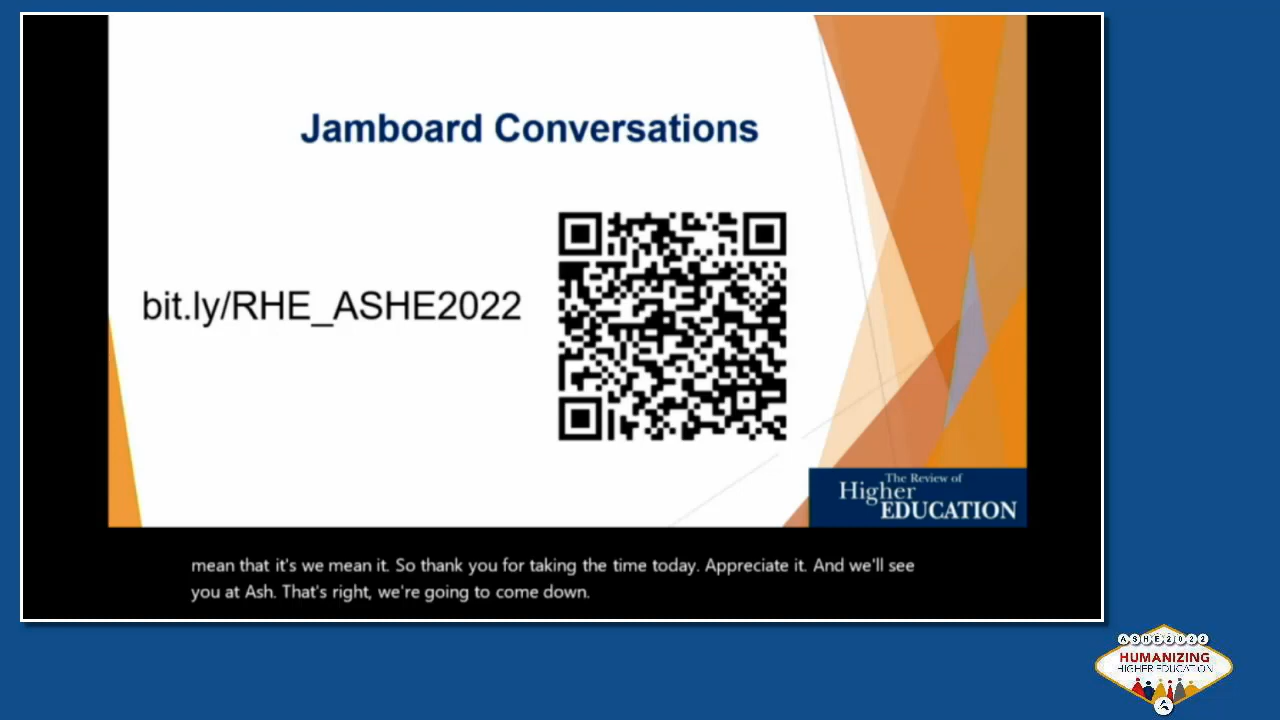 Jamboard Conversations
bit.ly/RHE_ASHE2022
The Review of
Higher
EDUCATION
mean that it's we mean it. So thank you for taking the time today. Appreciate it. And we'll see
you at Ash. That's right, we're going to come down.
ASHE2022
HUMANIZING
HIGHER EDUCATION
A